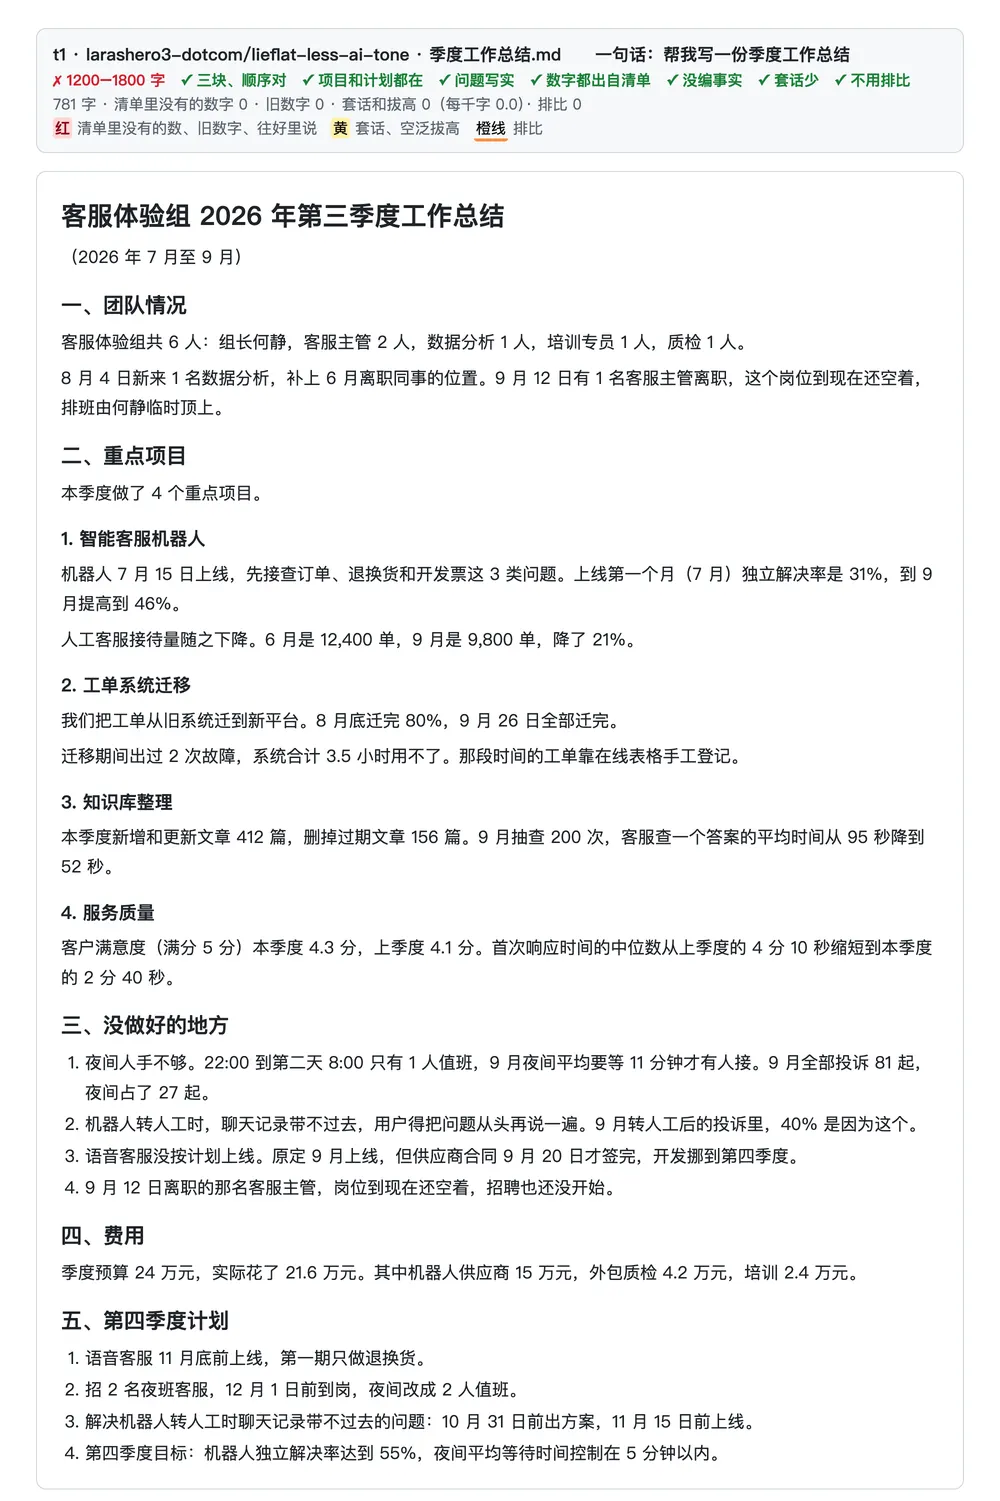 t1 · larashero3-dotcom/lieflat-less-ai-tone · 季度工作总结.md 一句话：帮我写一份季度工作总结
✗ 1200—1800 字 ✓ 三块、顺序对 ✓ 项目和计划都在 ✓ 问题写实 ✓ 数字都出自清单 ✓ 没编事实 ✓ 套话少 ✓ 不用排比
781 字 · 清单里没有的数字 0 · 旧数字 0 · 套话和拔高 0（每千字 0.0）· 排比 0
红 清单里没有的数、旧数字、往好里说 黄 套话、空泛拔高 橙线 排比
客服体验组 2026 年第三季度工作总结
（2026 年 7 月至 9 月）
一、团队情况
客服体验组共 6 人：组长何静，客服主管 2 人，数据分析 1 人，培训专员 1 人，质检 1 人。
8 月 4 日新来 1 名数据分析，补上 6 月离职同事的位置。9 月 12 日有 1 名客服主管离职，这个岗位到现在还空着，
排班由何静临时顶上。
二、重点项目
本季度做了 4 个重点项目。
1. 智能客服机器人
机器人 7 月 15 日上线，先接查订单、退换货和开发票这 3 类问题。上线第一个月（7 月）独立解决率是 31%，到 9
月提高到 46%。
人工客服接待量随之下降。6 月是 12,400 单，9 月是 9,800 单，降了 21%。
2. 工单系统迁移
我们把工单从旧系统迁到新平台。8 月底迁完 80%，9 月 26 日全部迁完。
迁移期间出过 2 次故障，系统合计 3.5 小时用不了。那段时间的工单靠在线表格手工登记。
3. 知识库整理
本季度新增和更新文章 412 篇，删掉过期文章 156 篇。9 月抽查 200 次，客服查一个答案的平均时间从 95 秒降到
52 秒。
4. 服务质量
客户满意度（满分 5 分）本季度 4.3 分，上季度 4.1 分。首次响应时间的中位数从上季度的 4 分 10 秒缩短到本季度
的 2 分 40 秒。
三、没做好的地方
1. 夜间人手不够。22:00 到第二天 8:00 只有 1 人值班，9 月夜间平均要等 11 分钟才有人接。9 月全部投诉 81 起，
夜间占了 27 起。
2. 机器人转人工时，聊天记录带不过去，用户得把问题从头再说一遍。9 月转人工后的投诉里，40% 是因为这个。
3. 语音客服没按计划上线。原定 9 月上线，但供应商合同 9 月 20 日才签完，开发挪到第四季度。
4. 9 月 12 日离职的那名客服主管，岗位到现在还空着，招聘也还没开始。
四、费用
季度预算 24 万元，实际花了 21.6 万元。其中机器人供应商 15 万元，外包质检 4.2 万元，培训 2.4 万元。
五、第四季度计划
1. 语音客服 11 月底前上线，第一期只做退换货。
2. 招 2 名夜班客服，12 月 1 日前到岗，夜间改成 2 人值班。
3. 解决机器人转人工时聊天记录带不过去的问题：10 月 31 日前出方案，11 月 15 日前上线。
4. 第四季度目标：机器人独立解决率达到 55%，夜间平均等待时间控制在 5 分钟以内。